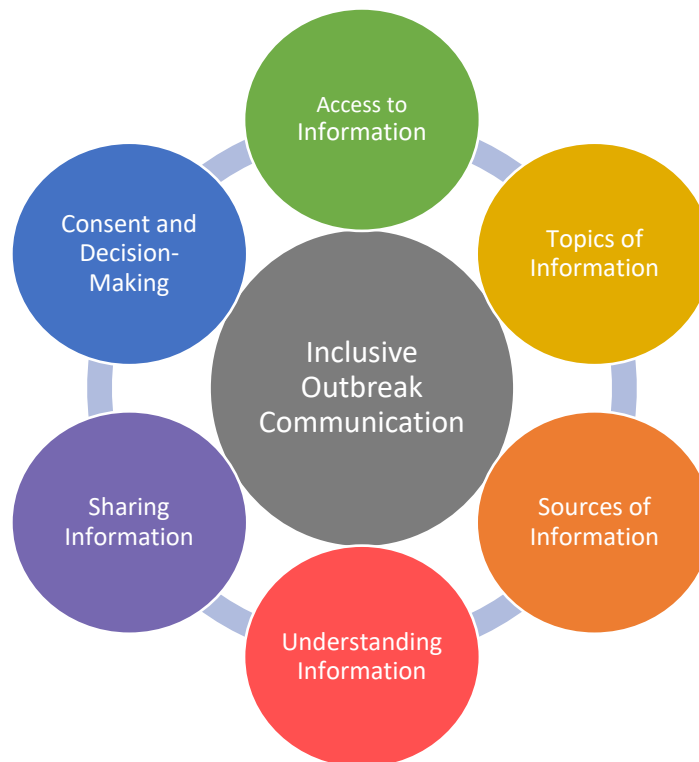 Access to
Information
Topics of
Information
Sources of
Information
Understanding
Information
Sharing
Information
Consent and
Decision-
Making
Inclusive
Outbreak
Communication